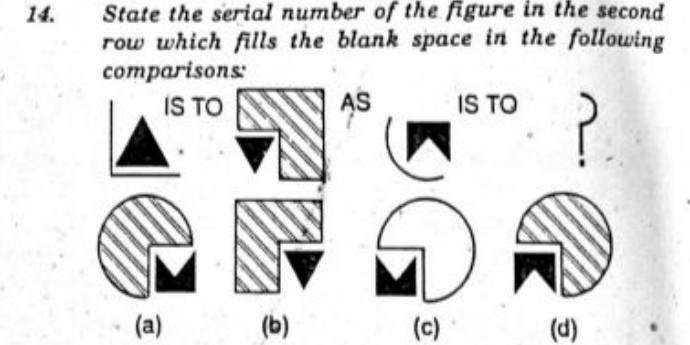 14. State the serial number of the figure in the second
row which fills the blank space in the following
comparisons:
IS TO AS IS TO ?
(a) (b) (c) (d)